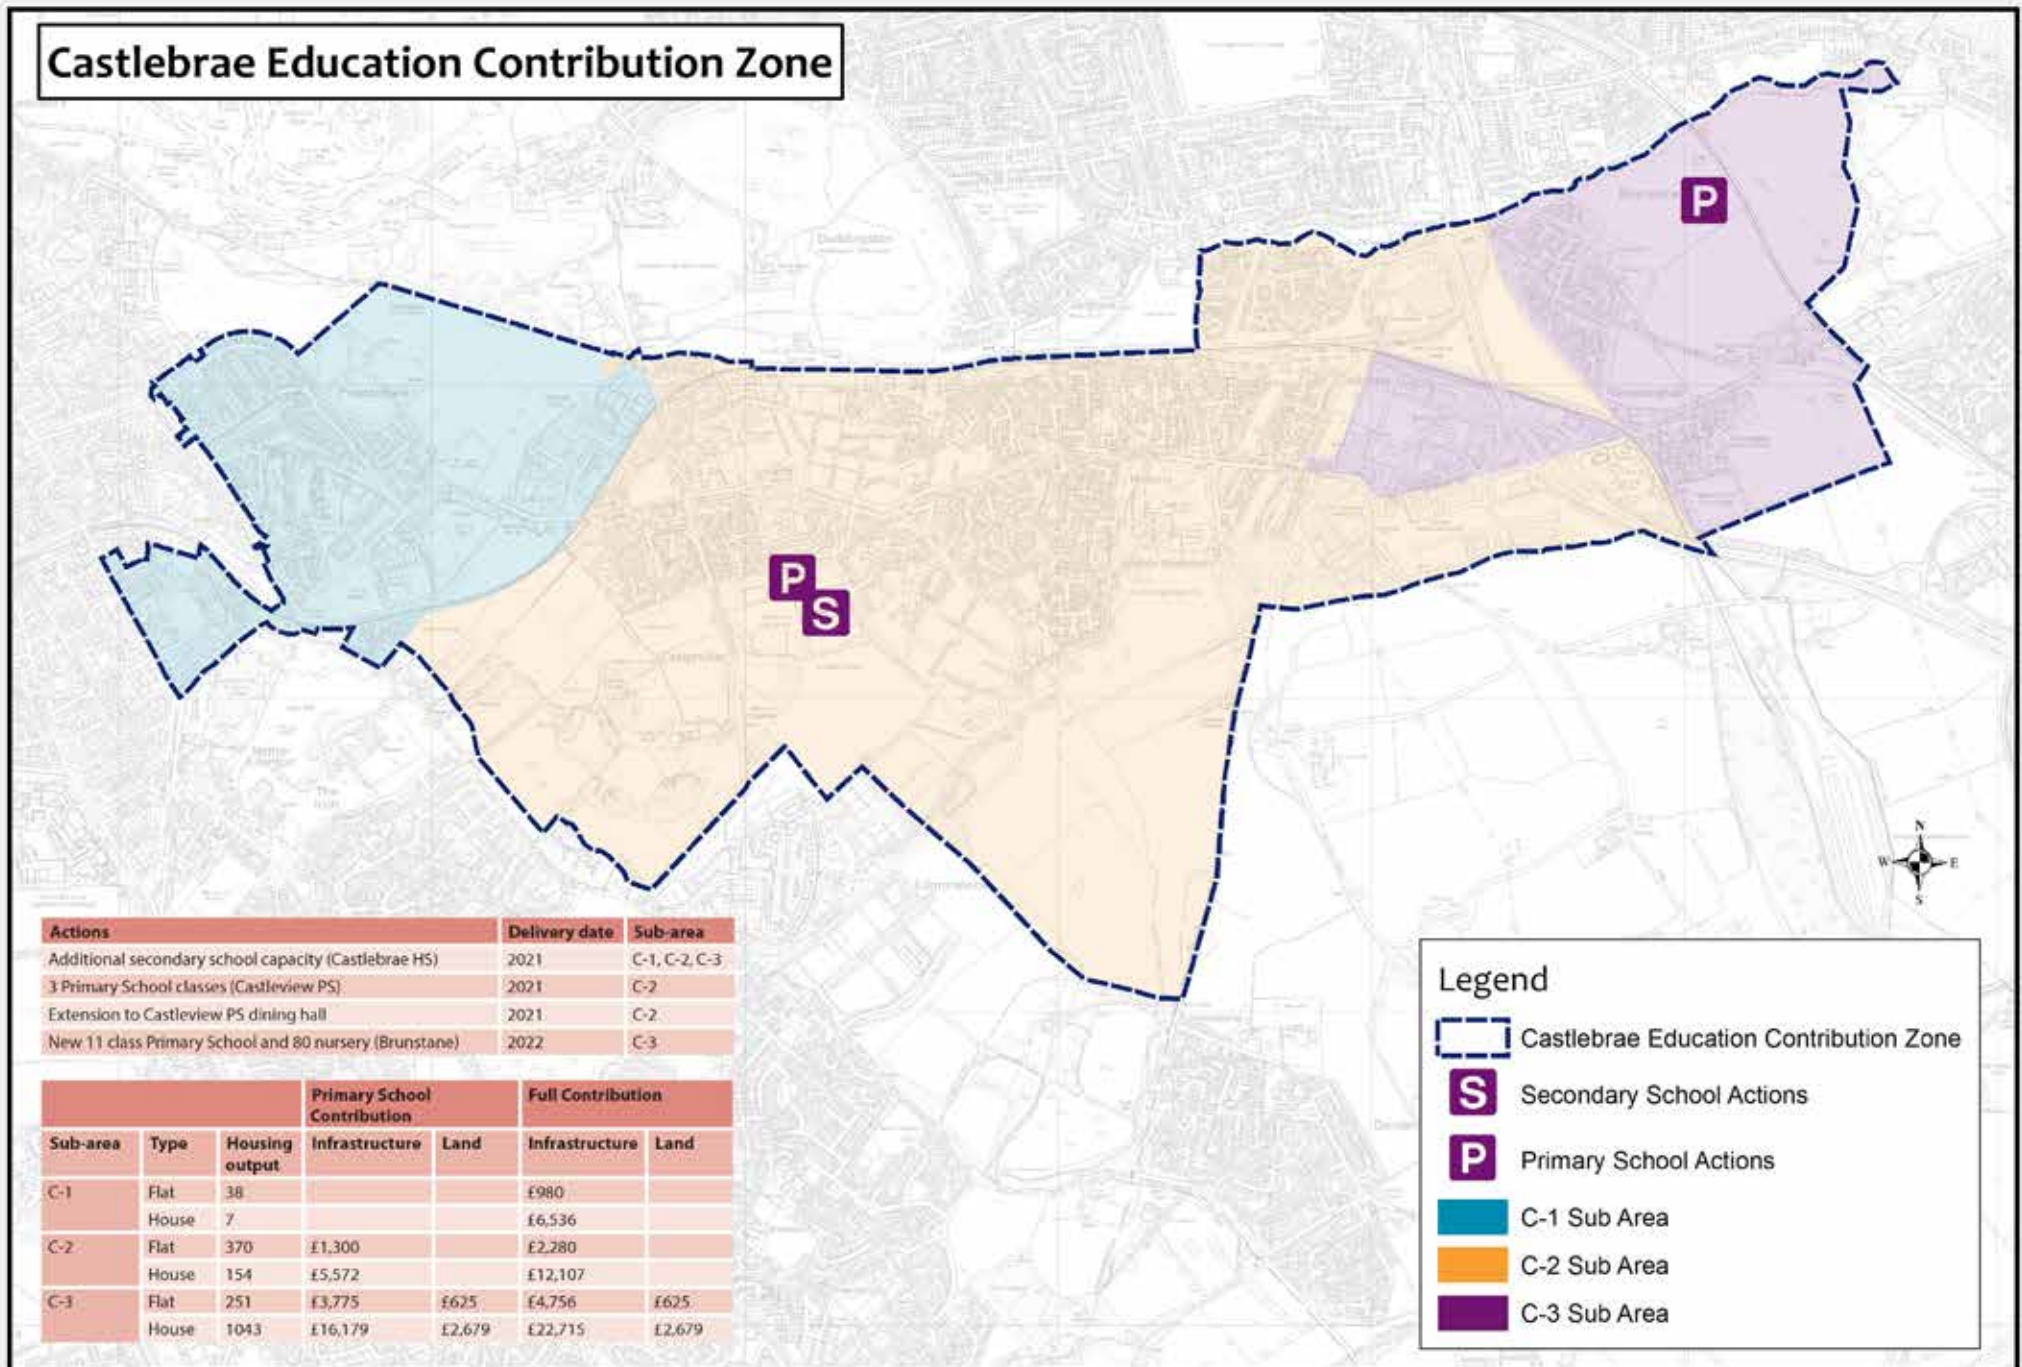 Castlebrae Education Contribution Zone
Duddingston
P
P
S
Actions Delivery date Sub-area
Additional secondary school capacity (Castlebrae HS) 2021 C-1, C-2, C-3
3 Primary School classes (Castleview PS) 2021 C-2
Extension to Castleview PS dining hall 2021 C-2
New 11 class Primary School and 80 nursery (Brunstane) 2022 C-3
Primary School Contribution Full Contribution
Sub-area Type Housing output Infrastructure Land Infrastructure Land
C-1 Flat 38 £980
House 7 £6,536
C-2 Flat 370 £1,300 £2,280
House 154 £5,572 £12,107
C-3 Flat 251 £3,775 £625 £4,756 £625
House 1043 £16,179 £2,679 £22,715 £2,679
N
W E
S
Legend
Castlebrae Education Contribution Zone
S Secondary School Actions
P Primary School Actions
C-1 Sub Area
C-2 Sub Area
C-3 Sub Area